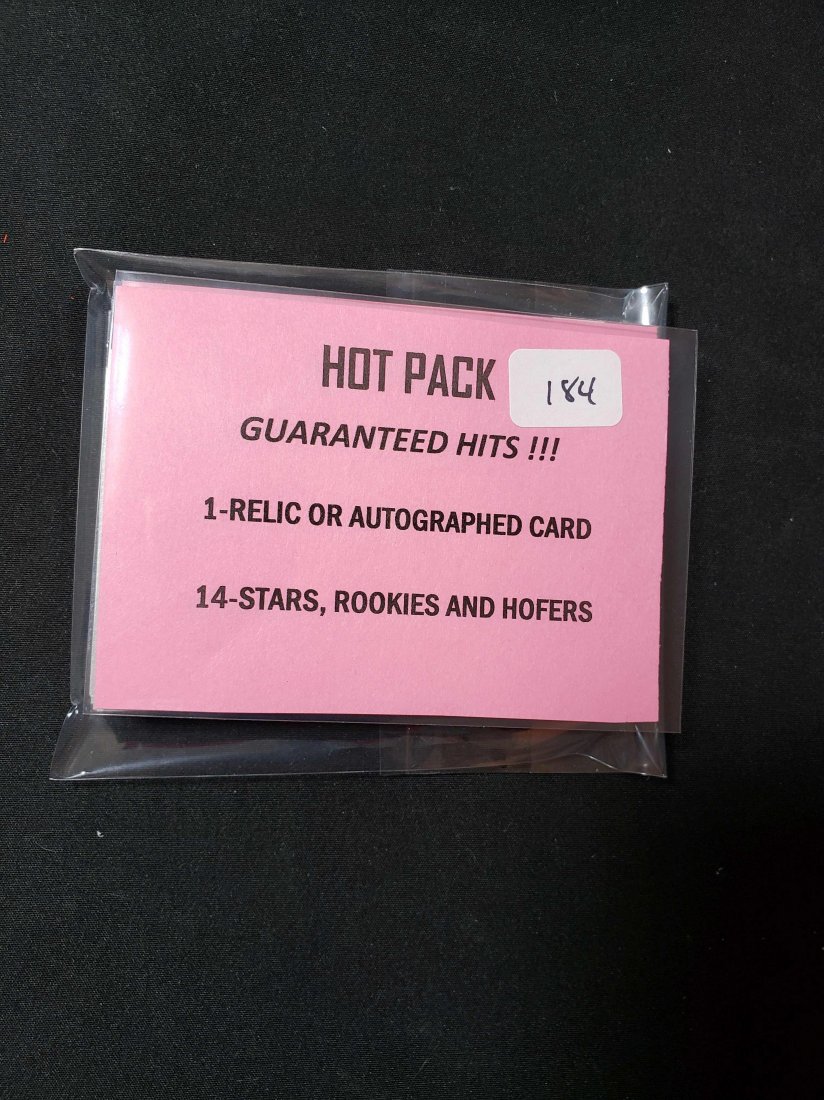 HOT PACK
184
GUARANTEED HITS !!!
1-RELIC OR AUTOGRAPHED CARD
14-STARS, ROOKIES AND HOFERS